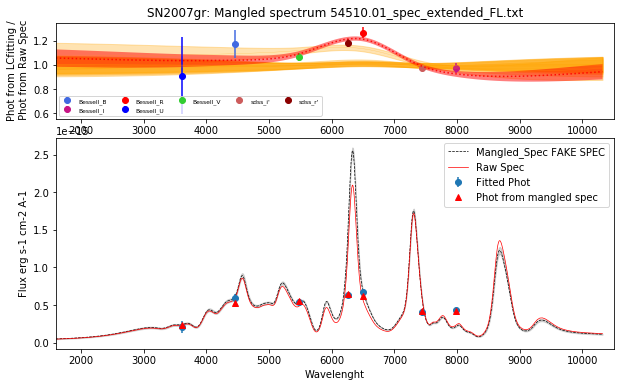 SN2007gr: Mangled spectrum 54510.01_spec_extended_FL.txt
Phot from LCfitting /
Phot from Raw Spec
1.2
1.0
0.8
0.6
Bessell_B
Bessell_I
Bessell_R
Bessell_U
Bessell_V
sdss_i'
sdss_r'
2000 3000 4000 5000 6000 7000 8000 9000 10000
Flux erg s-1 cm-2 A-1
2.5
2.0
1.5
1.0
0.5
0.0
Mangled_Spec FAKE SPEC
Raw Spec
Fitted Phot
Phot from mangled spec
2000 3000 4000 5000 6000 7000 8000 9000 10000
Wavelenght